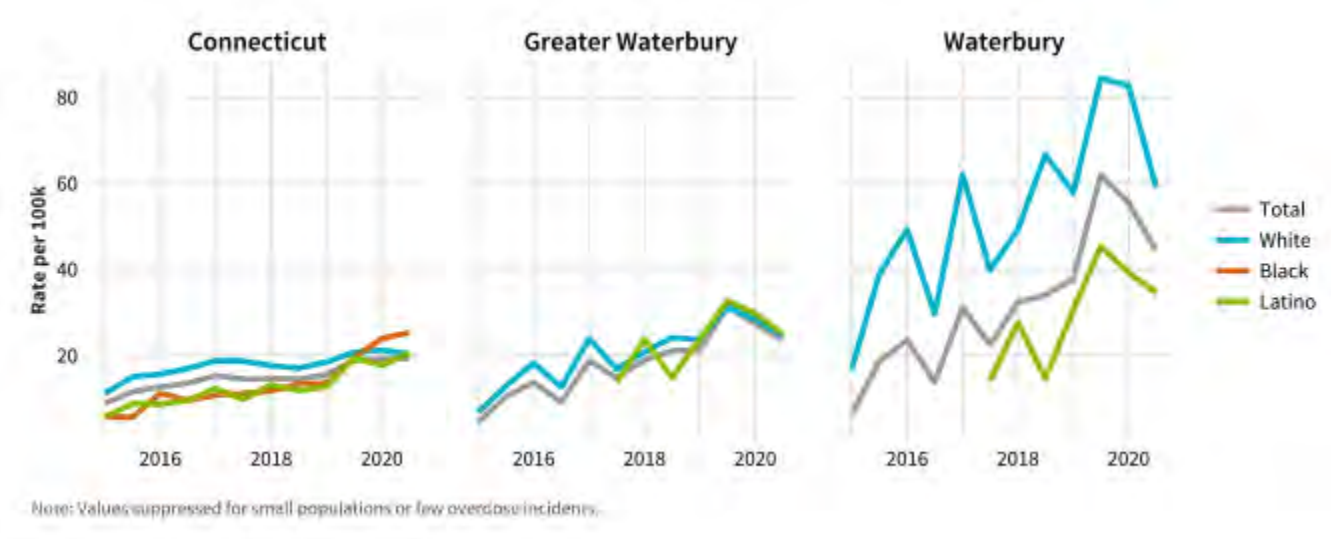 Connecticut
Greater Waterbury
Waterbury
Rate per 100k
80
60
40
20
2016 2018 2020
2016 2018 2020
2016 2018 2020
Total
White
Black
Latino
Note: Values suppressed for small populations or few overdose incidents.